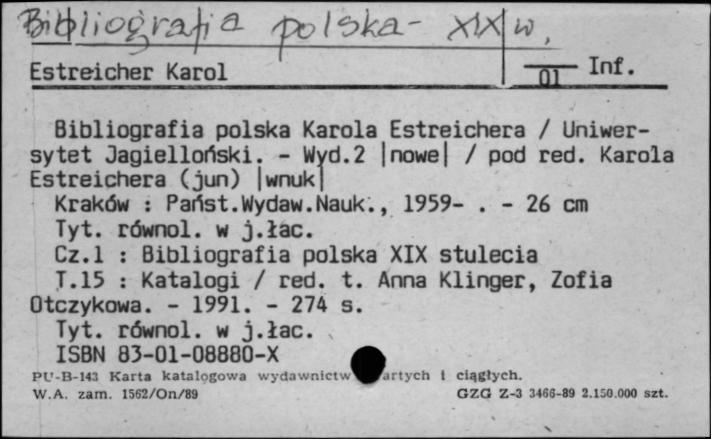 Bibliografia polska - XIX w.
Estreicher Karol
01 Inf.
Bibliografia polska Karola Estreichera / Uniwer-
sytet Jagielloński. - Wyd.2 |nowe| / pod red. Karola
Estreichera (jun) |wnuk|
Kraków : Państ.Wydaw.Nauk., 1959- . - 26 cm
Tyt. równol. w j.łac.
Cz.1 : Bibliografia polska XIX stulecia
T.15 : Katalogi / red. t. Anna Klinger, Zofia
Otczykowa. - 1991. - 274 s.
Tyt. równol. w j.łac.
ISBN 83-01-08880-X
PU-B-143 Karta katalogowa wydawnictw artych i ciągłych.
W.A. zam. 1562/On/89 GZG Z-3 3466-89 2.150.000 szt.